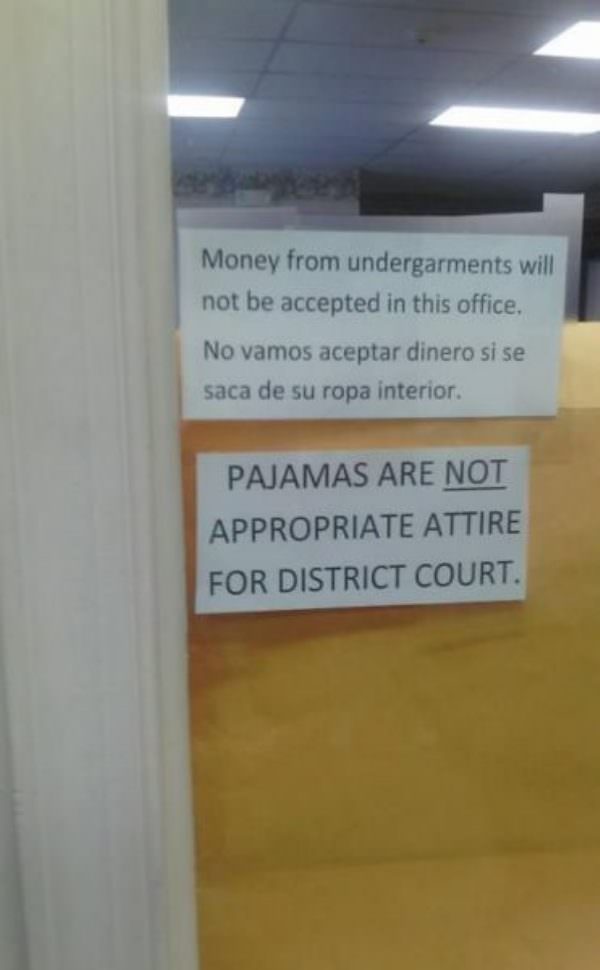 Money from undergarments will
not be accepted in this office.
No vamos aceptar dinero si se
saca de su ropa interior.
PAJAMAS ARE NOT
APPROPRIATE ATTIRE
FOR DISTRICT COURT.